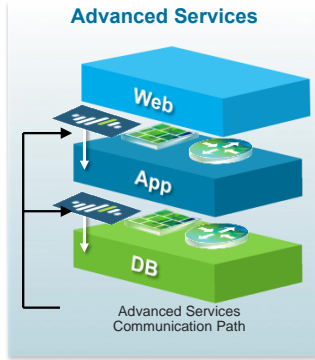 Advanced Services
Web
App
DB
Advanced Services
Communication Path